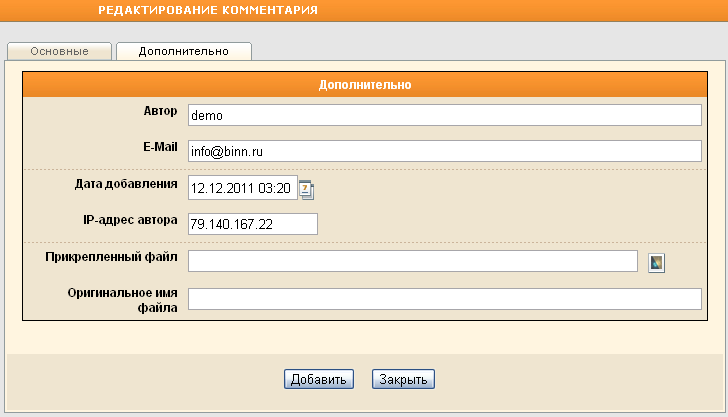 РЕДАКТИРОВАНИЕ КОММЕНТАРИЯ
Основные Дополнительно
Дополнительно
Автор demo
E-Mail info@binn.ru
Дата добавления 12.12.2011 03:20
IP-адрес автора 79.140.167.22
Прикрепленный файл
Оригинальное имя
файла
Добавить Закрыть